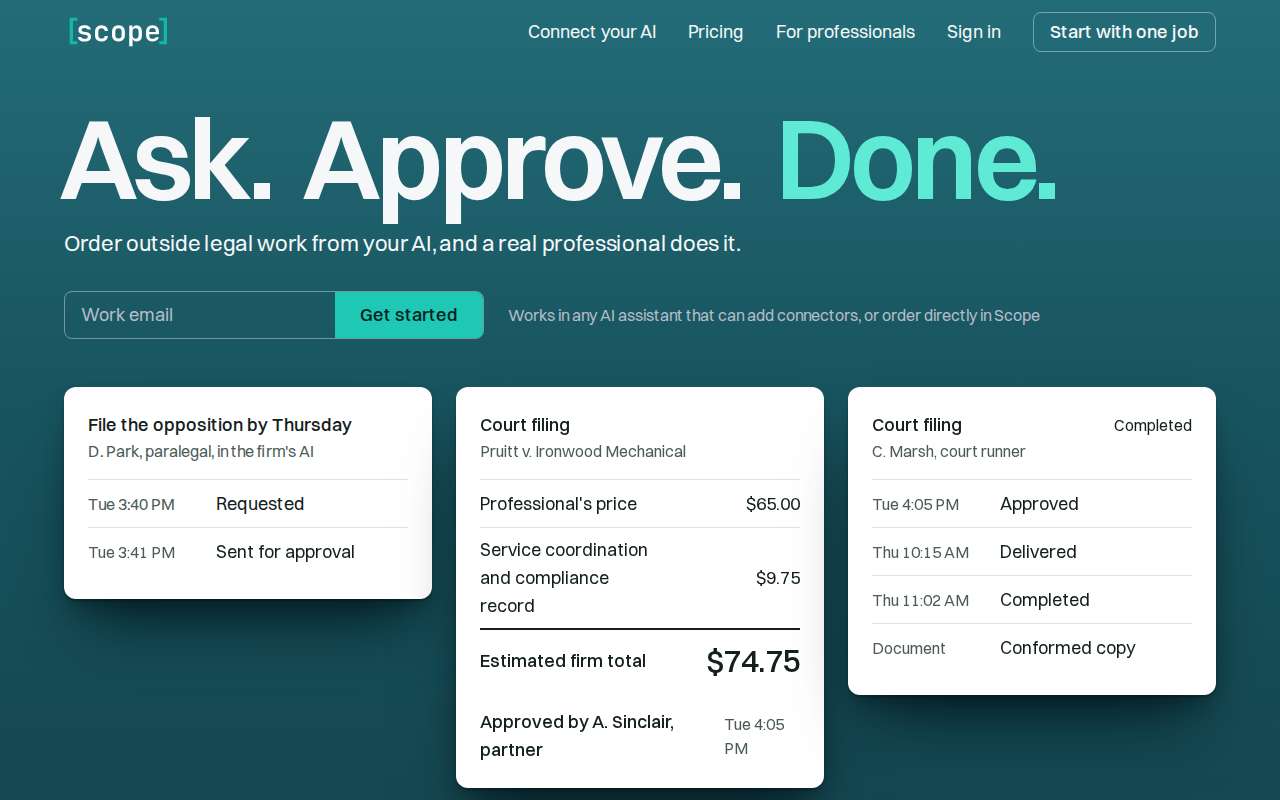 [scope]
Connect your AI
Pricing
For professionals
Sign in
Start with one job
Ask. Approve. Done.
Order outside legal work from your AI, and a real professional does it.
Work email
Get started
Works in any AI assistant that can add connectors, or order directly in Scope
File the opposition by Thursday
D. Park, paralegal, in the firm's AI
Tue 3:40 PM Requested
Tue 3:41 PM Sent for approval
Court filing
Pruitt v. Ironwood Mechanical
Professional's price $65.00
Service coordination
and compliance $9.75
record
Estimated firm total $74.75
Approved by A. Sinclair, Tue 4:05
partner PM
Court filing Completed
C. Marsh, court runner
Tue 4:05 PM Approved
Thu 10:15 AM Delivered
Thu 11:02 AM Completed
Document Conformed copy